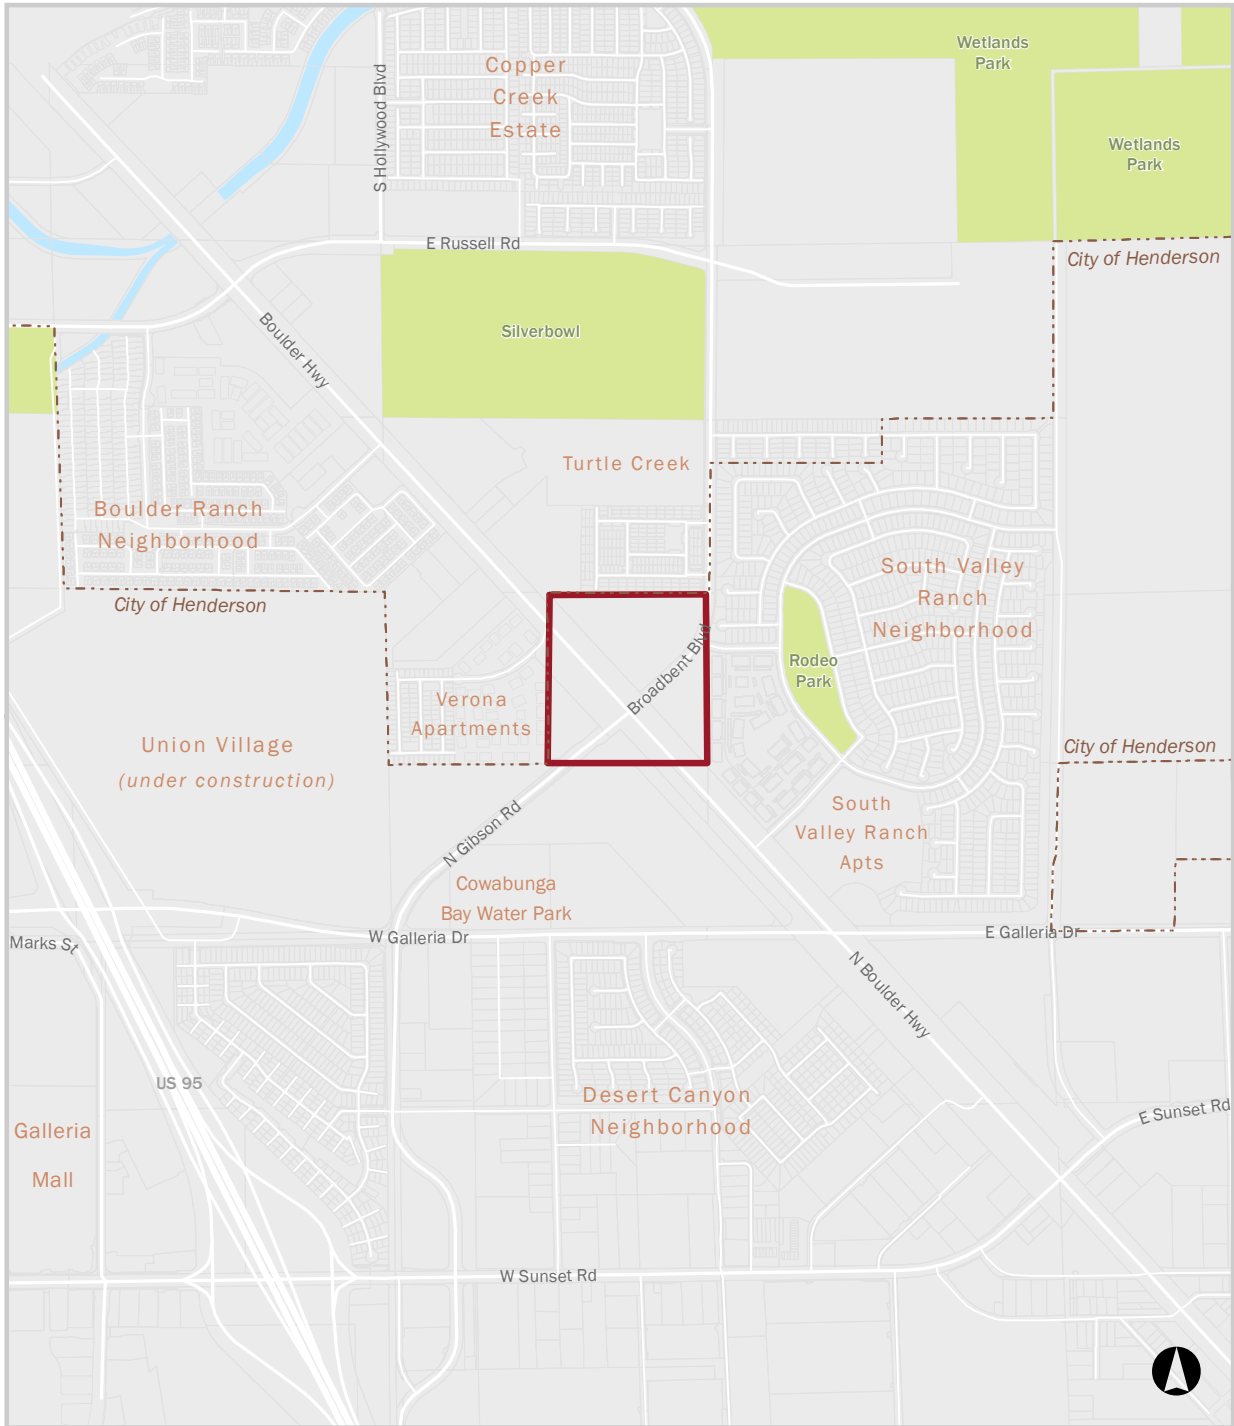 Wetlands
Park
Copper
Creek
Estate
S Hollywood Blvd
Wetlands
Park
E Russell Rd
City of Henderson
Silverbowl
Boulder Hwy
Turtle Creek
Boulder Ranch
Neighborhood
South Valley
Ranch
Neighborhood
City of Henderson
Broadbent Blvd
Rodeo
Park
Verona
Apartments
Union Village
(under construction)
City of Henderson
South
Valley Ranch
Apts
N Gibson Rd
Cowabunga
Bay Water Park
W Galleria Dr
E Galleria Dr
Marks St
N Boulder Hwy
US 95
Desert Canyon
Neighborhood
E Sunset Rd
Galleria
Mall
W Sunset Rd